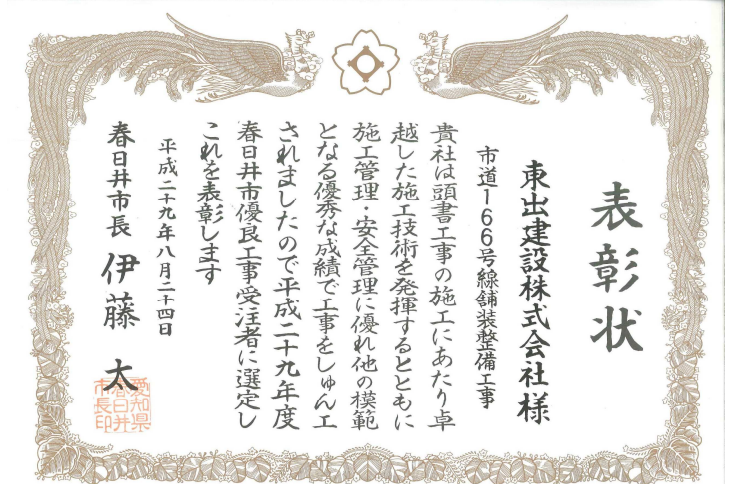 表彰状
東出建設株式会社様
市道166号線舗装整備工事
貴社は頭書工事の施工にあたり卓
越した施工技術を発揮するとともに
施工管理・安全管理に優れ他の模範
となる優秀な成績で工事をしゅん工
されましたので平成二十九年度
春日井市優良工事受注者に選定し
これを表彰します
平成二十九年八月二十四日
春日井市長 伊藤 太
愛知県
春日井
市長印